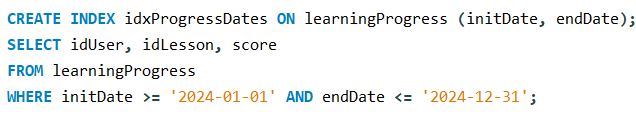 CREATE INDEX idxProgressDates ON learningProgress (initDate, endDate);
SELECT idUser, idLesson, score
FROM learningProgress
WHERE initDate >= '2024-01-01' AND endDate <= '2024-12-31';